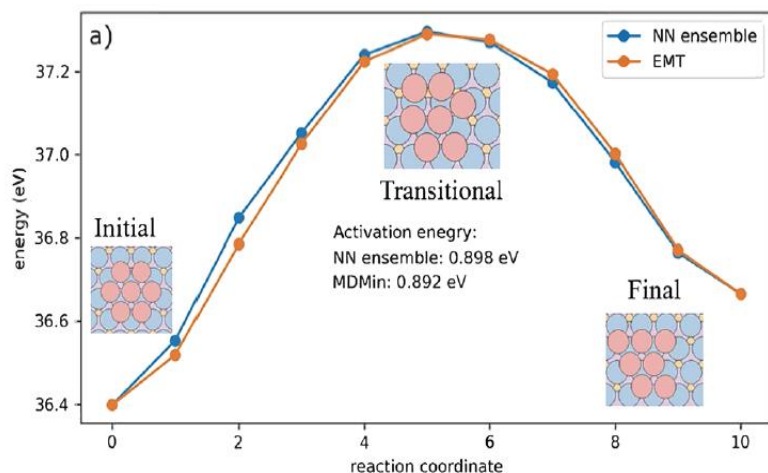 a)
NN ensemble
EMT
37.2
37.0
36.8
36.6
36.4
energy (eV)
Initial
Transitional
Activation enegry:
NN ensemble: 0.898 eV
MDMin: 0.892 eV
Final
0 2 4 6 8 10
reaction coordinate